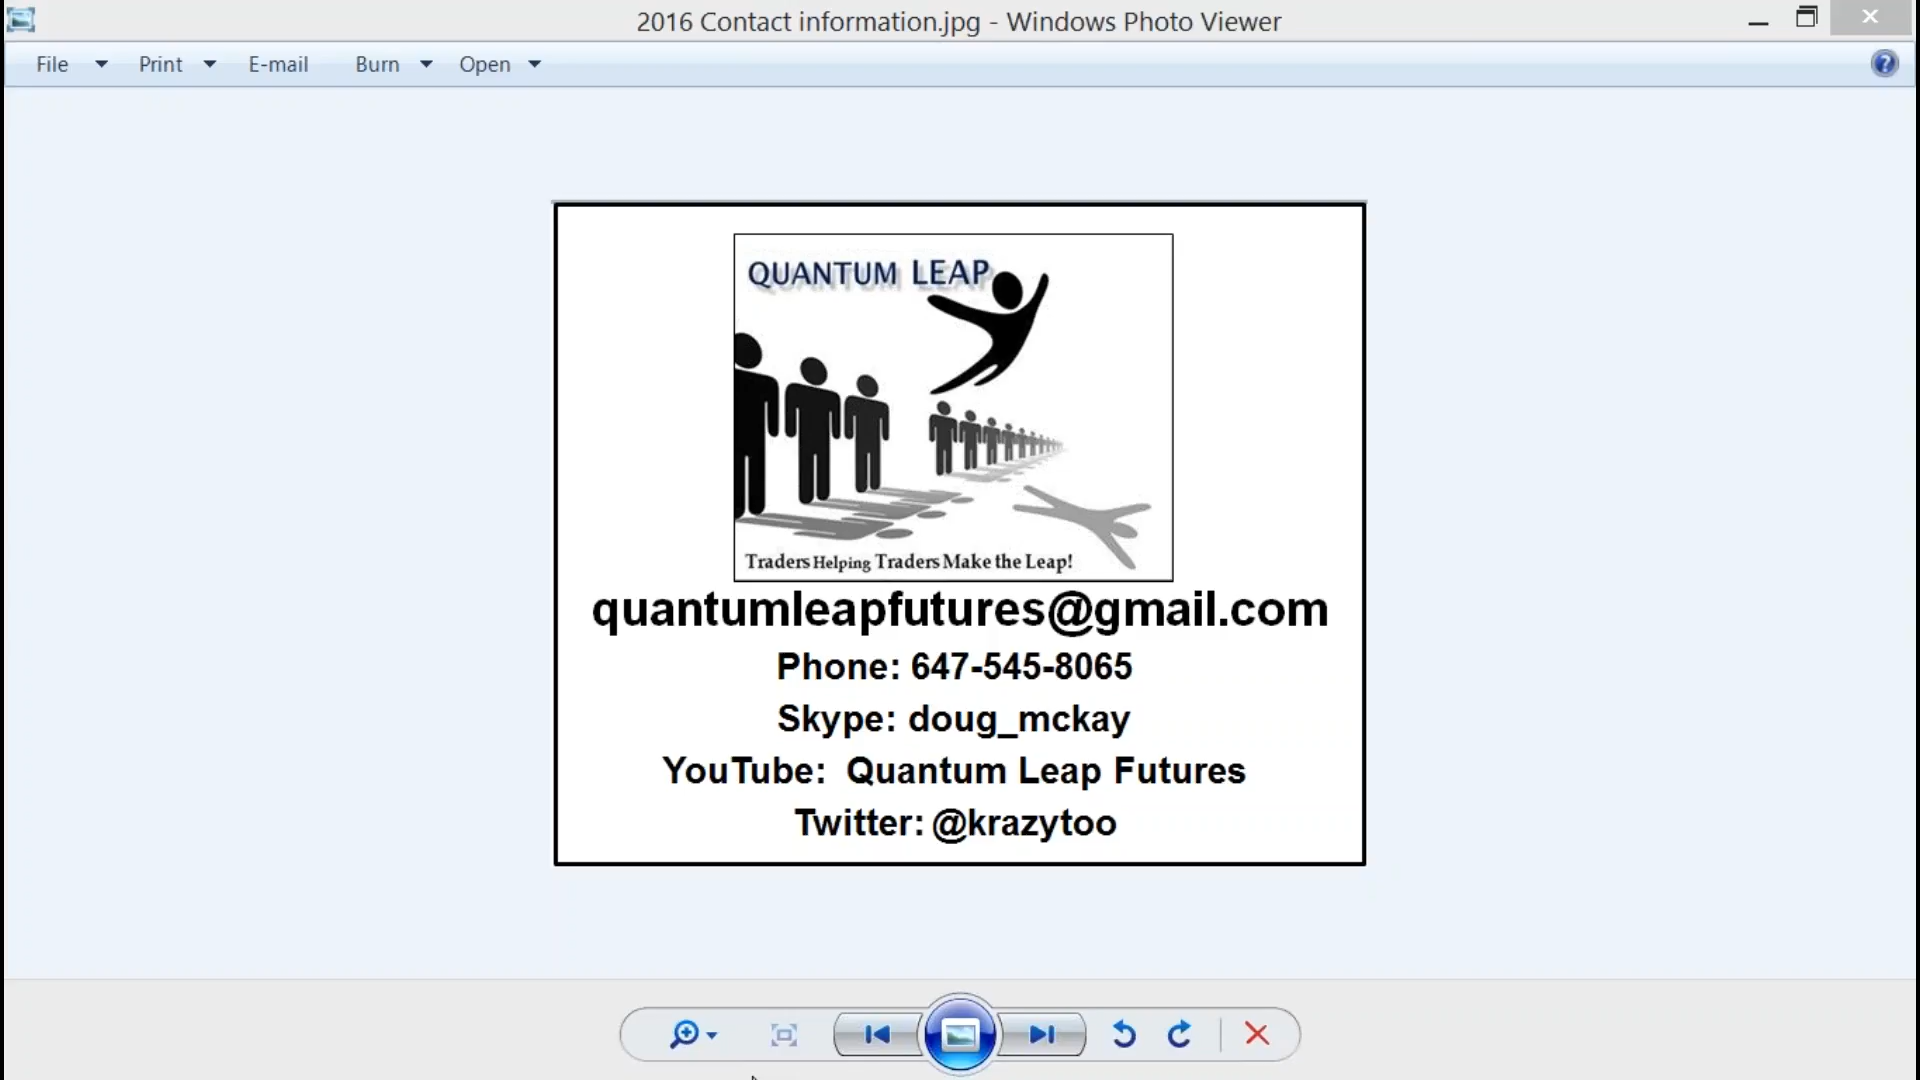 2016 Contact information.jpg - Windows Photo Viewer
File Print E-mail Burn Open
QUANTUM LEAP
Traders Helping Traders Make the Leap!
quantumleapfutures@gmail.com
Phone: 647-545-8065
Skype: doug_mckay
YouTube: Quantum Leap Futures
Twitter: @krazytoo